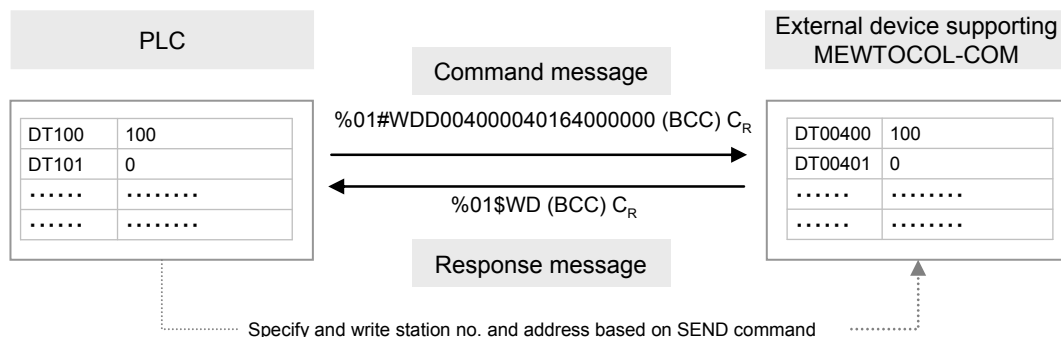 PLC
External device supporting
MEWTOCOL-COM
Command message
%01#WDD004000040164000000 (BCC) CR
DT100 100
DT101 0
...... ........
...... ........
DT00400 100
DT00401 0
...... ........
...... ........
%01$WD (BCC) CR
Response message
Specify and write station no. and address based on SEND command